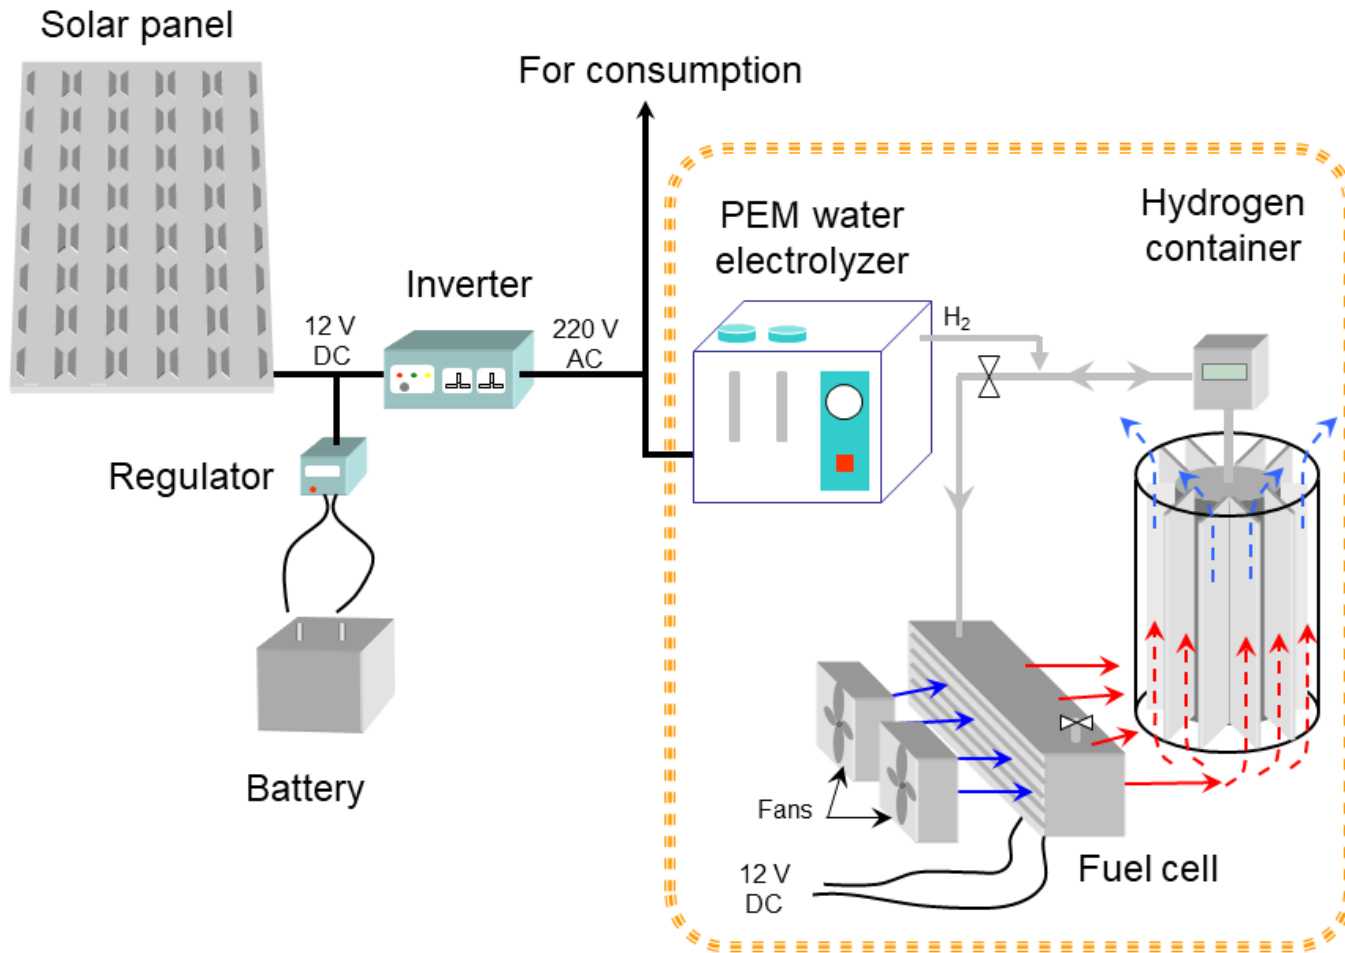 Solar panel
For consumption
PEM water
electrolyzer
Hydrogen
container
Inverter
12 V
DC
220 V
AC
H₂
Regulator
Battery
Fans
12 V
DC
Fuel cell